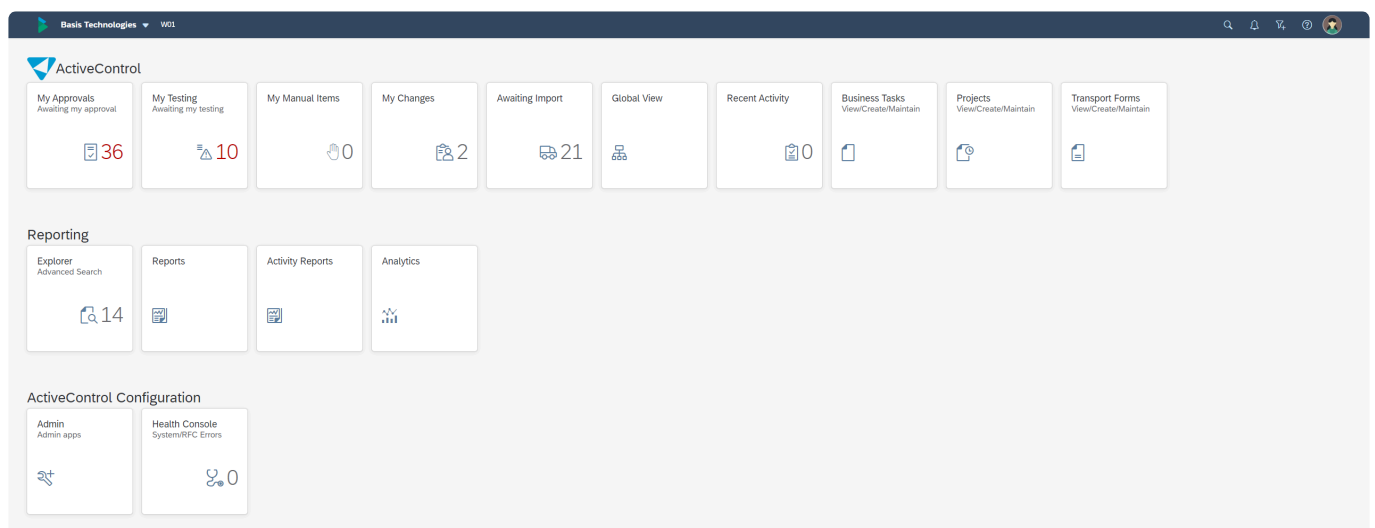 Basis Technologies W01
ActiveControl
My Approvals
Awaiting my approval
36
My Testing
Awaiting my testing
10
My Manual Items
0
My Changes
2
Awaiting Import
21
Global View
Recent Activity
0
Business Tasks
View/Create/Maintain
Projects
View/Create/Maintain
Transport Forms
View/Create/Maintain
Reporting
Explorer
Advanced Search
14
Reports
Activity Reports
Analytics
ActiveControl Configuration
Admin
Admin apps
Health Console
System/RFC Errors
0